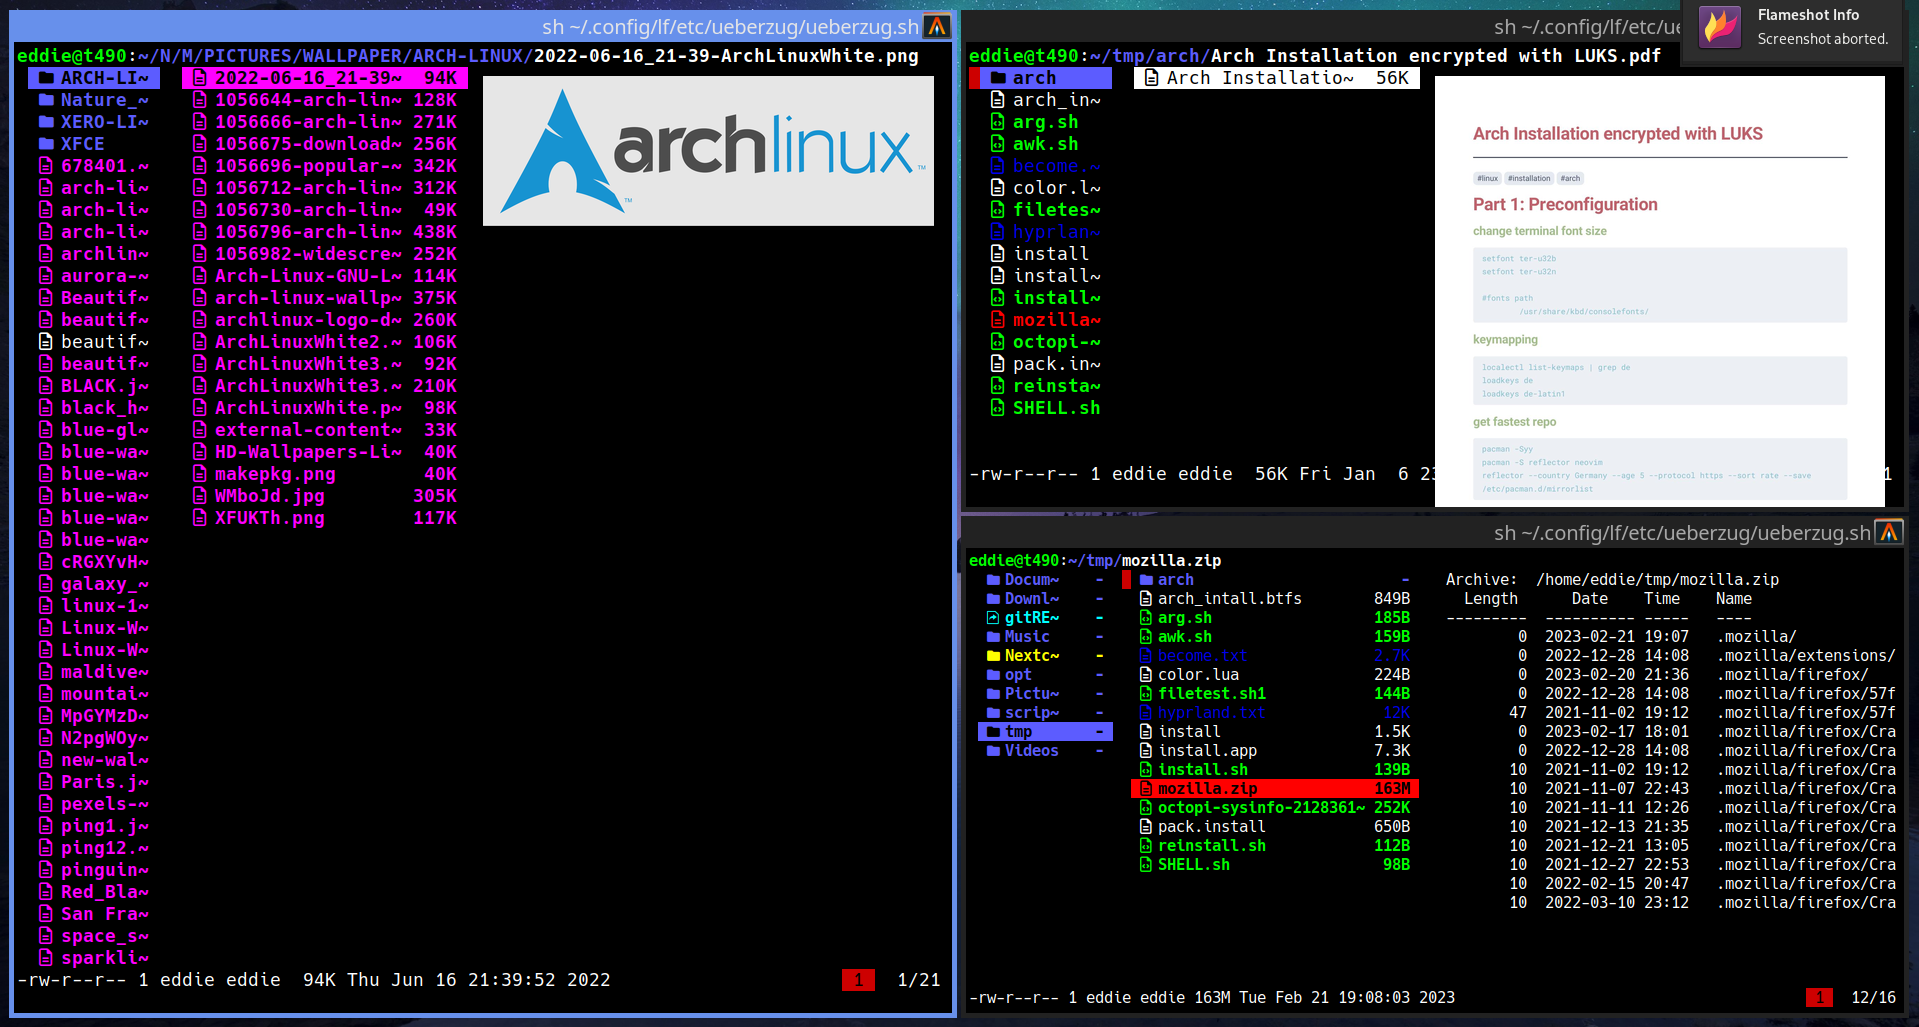 sh ~/.config/lf/etc/ueberzug/ueberzug.sh
eddie@t490:~/N/M/PICTURES/WALLPAPER/ARCH-LINUX/2022-06-16_21-39-ArchLinuxWhite.png
ARCH-LI~ 2022-06-16_21-39~ 94K
Nature_~ 1056644-arch-lin~ 128K
XERO-LI~ 1056666-arch-lin~ 271K
XFCE 1056675-download~ 256K
678401.~ 1056696-popular-~ 342K
arch-li~ 1056712-arch-lin~ 312K
arch-li~ 1056730-arch-lin~ 49K
arch-li~ 1056796-arch-lin~ 438K
archlin~ 1056982-widescre~ 252K
aurora-~ Arch-Linux-GNU-L~ 114K
Beautif~ arch-linux-wallp~ 375K
beautif~ archlinux-logo-d~ 260K
beautif~ ArchLinuxWhite2.~ 106K
beautif~ ArchLinuxWhite3.~ 92K
BLACK.j~ ArchLinuxWhite3.~ 210K
black_h~ ArchLinuxWhite.p~ 98K
blue-gl~ external-content~ 33K
blue-wa~ HD-Wallpapers-Li~ 40K
blue-wa~ makepkg.png 40K
blue-wa~ WMboJd.jpg 305K
blue-wa~ XFUKTh.png 117K
blue-wa~
cRGXYvH~
galaxy_~
linux-1~
Linux-W~
Linux-W~
maldive~
mountai~
MpGYMzD~
N2pgWOy~
new-wal~
Paris.j~
pexels-~
ping1.j~
ping12.~
pinguin~
Red_Bla~
San Fra~
space_s~
sparkli~
archlinux™
™
-rw-r--r-- 1 eddie eddie 94K Thu Jun 16 21:39:52 2022 1 1/21
sh ~/.config/lf/etc/ue
Flameshot Info
Screenshot aborted.
eddie@t490:~/tmp/arch/Arch Installation encrypted with LUKS.pdf
arch Arch Installatio~ 56K
arch_in~
arg.sh
awk.sh
become.~
color.l~
filetes~
hyprlan~
install
install~
install~
mozilla~
octopi-~
pack.in~
reinsta~
SHELL.sh
Arch Installation encrypted with LUKS
#linux #installation #arch
Part 1: Preconfiguration
change terminal font size
setfont ter-u32b
setfont ter-u32n
#fonts path
/usr/share/kbd/consolefonts/
keymapping
localectl list-keymaps | grep de
loadkeys de
loadkeys de-latin1
get fastest repo
pacman -Syy
pacman -S reflector neovim
reflector --country Germany --age 5 --protocol https --sort rate --save
/etc/pacman.d/mirrorlist
-rw-r--r-- 1 eddie eddie 56K Fri Jan 6 23 1
sh ~/.config/lf/etc/ueberzug/ueberzug.sh
eddie@t490:~/tmp/mozilla.zip
Docum~ - arch - Archive: /home/eddie/tmp/mozilla.zip
Downl~ - arch_intall.btfs 849B Length Date Time Name
gitRE~ - arg.sh 185B --------- ---------- ----- ----
Music - awk.sh 159B 0 2023-02-21 19:07 .mozilla/
Nextc~ - become.txt 2.7K 0 2022-12-28 14:08 .mozilla/extensions/
opt - color.lua 224B 0 2023-02-20 21:36 .mozilla/firefox/
Pictu~ - filetest.sh1 144B 0 2022-12-28 14:08 .mozilla/firefox/57f
scrip~ - hyprland.txt 12K 47 2021-11-02 19:12 .mozilla/firefox/57f
tmp - install 1.5K 0 2023-02-17 18:01 .mozilla/firefox/Cra
Videos - install.app 7.3K 0 2022-12-28 14:08 .mozilla/firefox/Cra
install.sh 139B 10 2021-11-02 19:12 .mozilla/firefox/Cra
mozilla.zip 163M 10 2021-11-07 22:43 .mozilla/firefox/Cra
octopi-sysinfo-2128361~ 252K 10 2021-11-11 12:26 .mozilla/firefox/Cra
pack.install 650B 10 2021-12-13 21:35 .mozilla/firefox/Cra
reinstall.sh 112B 10 2021-12-21 13:05 .mozilla/firefox/Cra
SHELL.sh 98B 10 2021-12-27 22:53 .mozilla/firefox/Cra
10 2022-02-15 20:47 .mozilla/firefox/Cra
10 2022-03-10 23:12 .mozilla/firefox/Cra
-rw-r--r-- 1 eddie eddie 163M Tue Feb 21 19:08:03 2023 1 12/16